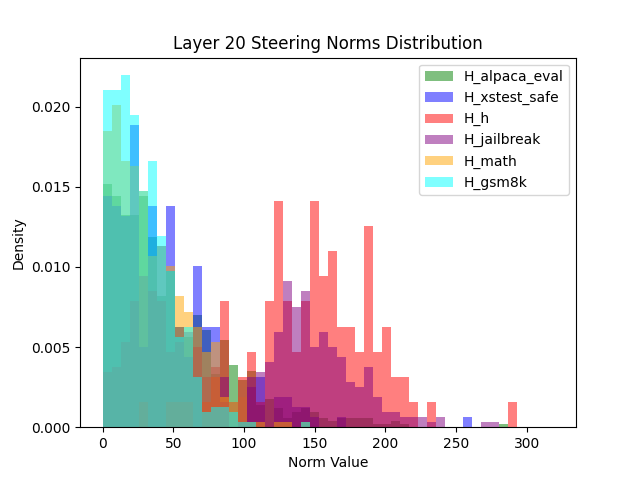 Layer 20 Steering Norms Distribution
H_alpaca_eval
H_xstest_safe
H_h
H_jailbreak
H_math
H_gsm8k
Density
0.020
0.015
0.010
0.005
0.000
0 50 100 150 200 250 300
Norm Value